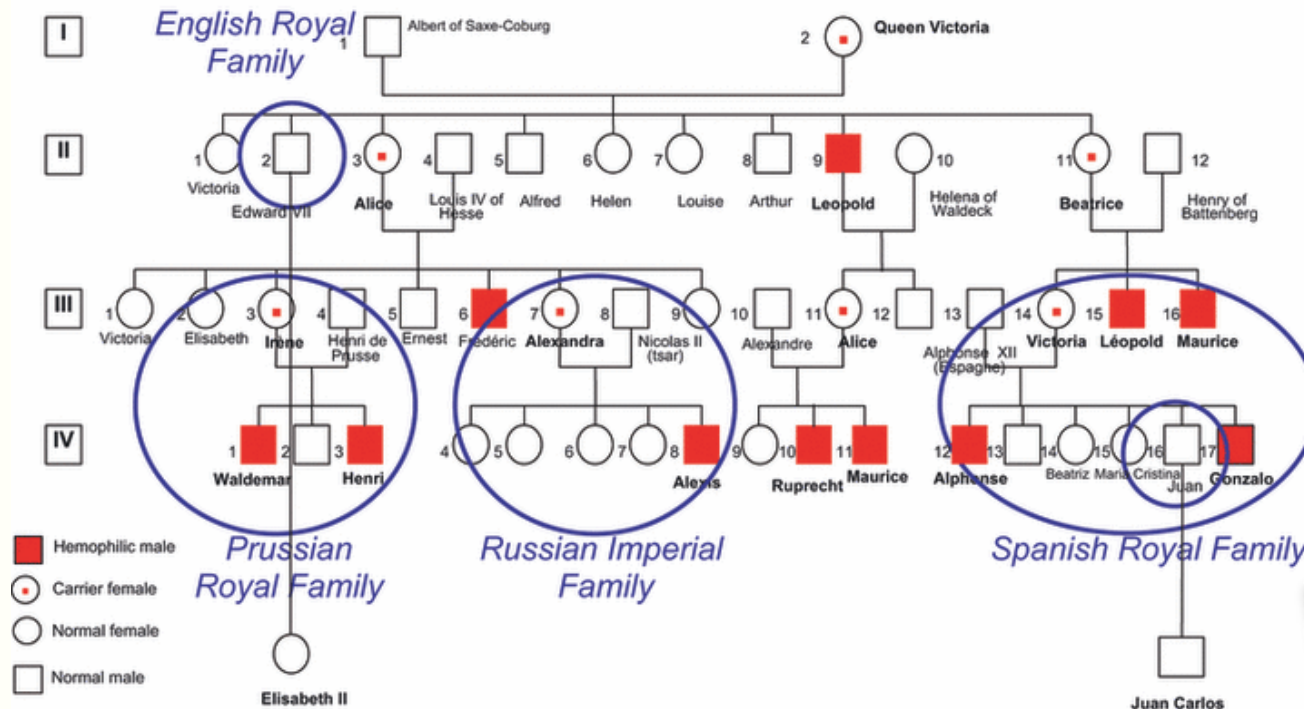 I
English Royal
Family
1
Albert of Saxe-Coburg
2
Queen Victoria
II
1
Victoria
2
Edward VII
3
Alice
4
Louis IV of
Hesse
5
Alfred
6
Helen
7
Louise
8
Arthur
9
Leopold
10
Helena of
Waldeck
11
Beatrice
12
Henry of
Battenberg
III
1
Victoria
2
Elisabeth
3
Irène
4
Henri de
Prusse
5
Ernest
6
Frédéric
7
Alexandra
8
Nicolas II
(tsar)
9
10
Alexandre
11
Alice
12
13
Alphonse XII
(Espagne)
14
Victoria
15
Léopold
16
Maurice
IV
1
Waldemar
2
3
Henri
4
5
6
7
8
Alexis
9
10
Ruprecht
11
Maurice
12
Alphonse
13
14
Beatriz
15
Maria Cristina
16
Juan
17
Gonzalo
Prussian
Royal Family
Russian Imperial
Family
Spanish Royal Family
Hemophilic male
Carrier female
Normal female
Normal male
Elisabeth II
Juan Carlos